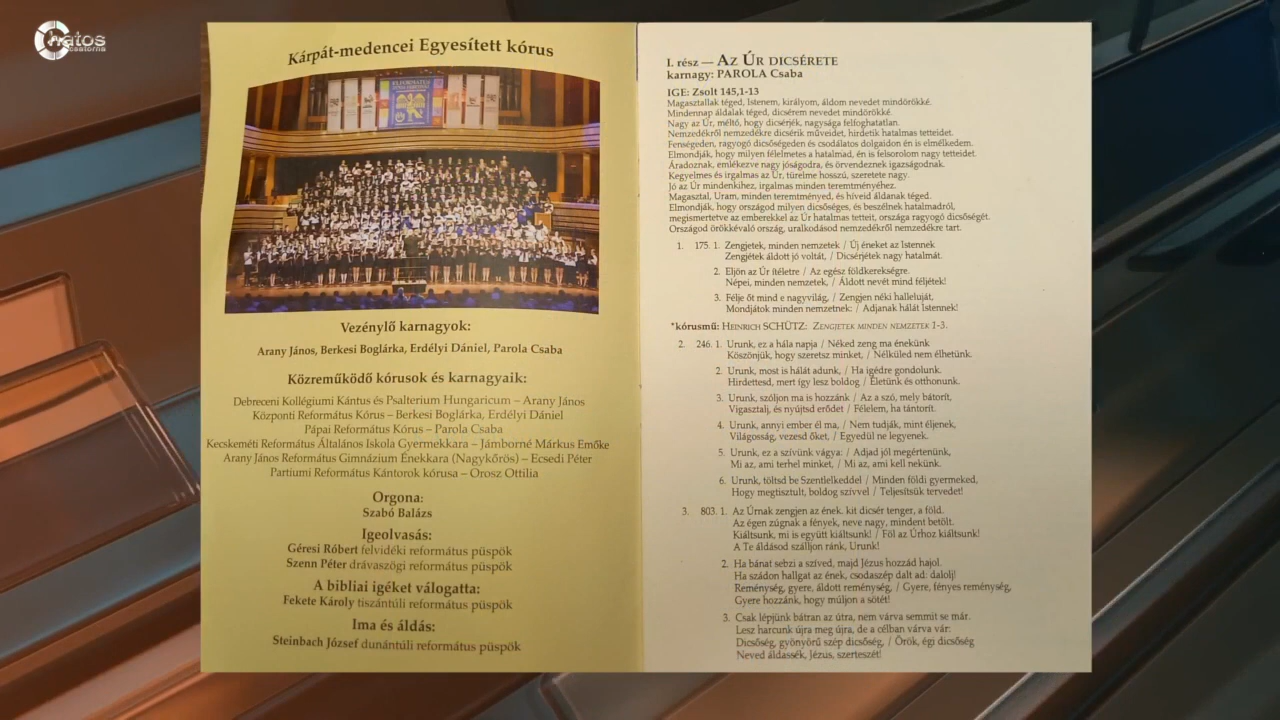 hatos
csatorna
Kárpát-medencei Egyesített kórus
REFORMÁTUS
Vezénylő karnagyok:
Arany János, Berkesi Boglárka, Erdélyi Dániel, Parola Csaba
Közreműködő kórusok és karnagyaik:
Debreceni Kollégiumi Kántus és Psalterium Hungaricum – Arany János
Központi Református Kórus – Berkesi Boglárka, Erdélyi Dániel
Pápai Református Kórus – Parola Csaba
Kecskeméti Református Általános Iskola Gyermekkara – Jámborné Márkus Emőke
Arany János Református Gimnázium Énekkara (Nagykőrös) – Ecsedi Péter
Partiumi Református Kántorok kórusa – Orosz Ottilia
Orgona:
Szabó Balázs
Igeolvasás:
Géresi Róbert felvidéki református püspök
Szenn Péter drávaszögi református püspök
A bibliai igéket válogatta:
Fekete Károly tiszántúli református püspök
Ima és áldás:
Steinbach József dunántúli református püspök
I. rész — AZ ÚR DICSÉRETE
karnagy: PAROLA Csaba
IGE: Zsolt 145,1-13
Magasztallak téged, Istenem, királyom, áldom nevedet mindörökké.
Mindennap áldalak téged, dicsérem nevedet mindörökké.
Nagy az Úr, méltó, hogy dicsérjék, nagysága felfoghatatlan.
Nemzedékről nemzedékre dicsérik műveidet, hirdetik hatalmas tetteidet.
Fenségeden, ragyogó dicsőségeden és csodálatos dolgaidon én is elmélkedem.
Elmondják, hogy milyen félelmetes a hatalmad, én is felsorolom nagy tetteidet.
Áradoznak, emlékezve nagy jóságodra, és örvendeznek igazságodnak.
Kegyelmes és irgalmas az Úr, türelme hosszú, szeretete nagy.
Jó az Úr mindenkihez, irgalmas minden teremtményéhez.
Magasztal, Uram, minden teremtményed, és híveid áldanak téged.
Elmondják, hogy országod milyen dicsőséges, és beszélnek hatalmadról,
megismertetve az emberekkel az Úr hatalmas tetteit, országa ragyogó dicsőségét.
Országod örökkévaló ország, uralkodásod nemzedékről nemzedékre tart.
1. 175. 1. Zengjetek, minden nemzetek / Új éneket az Istennek
Zengjétek áldott jó voltát, / Dicsérjétek nagy hatalmát.
2. Eljön az Úr ítéletre / Az egész földkerekségre.
Népei, minden nemzetek, / Áldott nevét mind féljétek!
3. Félje őt mind e nagyvilág, / Zengjen néki halleluját,
Mondjátok minden nemzetnek: / Adjanak hálát Istennek!
*kórusmű: HEINRICH SCHÜTZ: ZENGJETEK MINDEN NEMZETEK 1-3.
2. 246. 1. Urunk, ez a hála napja / Néked zeng ma énekünk
Köszönjük, hogy szeretsz minket, / Nélküled nem élhetünk.
2. Urunk, most is hálát adunk, / Ha igédre gondolunk.
Hirdettesd, mert így lesz boldog / Életünk és otthonunk.
3. Urunk, szóljon ma is hozzánk / Az a szó, mely bátorít,
Vigasztalj, és nyújtsd erődet / Félelem, ha tántorít.
4. Urunk, annyi ember él ma, / Nem tudják, mint éljenek,
Világosság, vezesd őket, / Egyedül ne legyenek.
5. Urunk, ez a szívünk vágya: / Adjad jól megértenünk,
Mi az, ami terhel minket, / Mi az, ami kell nekünk.
6. Urunk, töltsd be Szentlelkeddel / Minden földi gyermeked,
Hogy megtisztult, boldog szívvel / Teljesítsük tervedet!
3. 803. 1. Az Úrnak zengjen az ének. kit dicsér tenger, a föld.
Az égen zúgnak a fények, neve nagy, mindent betölt.
Kiáltsunk, mi is együtt kiáltsunk! / Föl az Úrhoz kiáltsunk!
A Te áldásod szálljon ránk, Urunk!
2. Ha bánat sebzi a szíved, majd Jézus hozzád hajol.
Ha szádon hallgat az ének, csodaszép dalt ad: dalolj!
Reménység, gyere, áldott reménység, / Gyere, fényes reménység,
Gyere hozzánk, hogy múljon a sötét!
3. Csak lépjünk bátran az útra, nem várva semmit se már.
Lesz harcunk újra meg újra, de a célban várva vár:
Dicsőség, gyönyörű szép dicsőség, / Örök, égi dicsőség
Neved áldassék, Jézus, szerteszét!